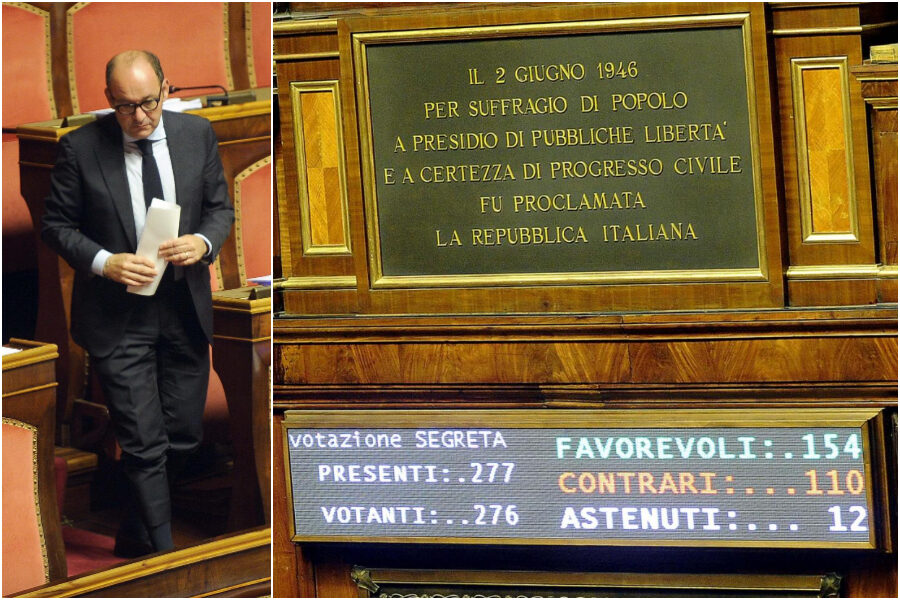 IL 2 GIUGNO 1946
PER SUFFRAGIO DI POPOLO
A PRESIDIO DI PUBBLICHE LIBERTA'
E A CERTEZZA DI PROGRESSO CIVILE
FU PROCLAMATA
LA REPUBBLICA ITALIANA
votazione SEGRETA
PRESENTI:.277
VOTANTI:..276
FAVOREVOLI:.154
CONTRARI:...110
ASTENUTI:... 12